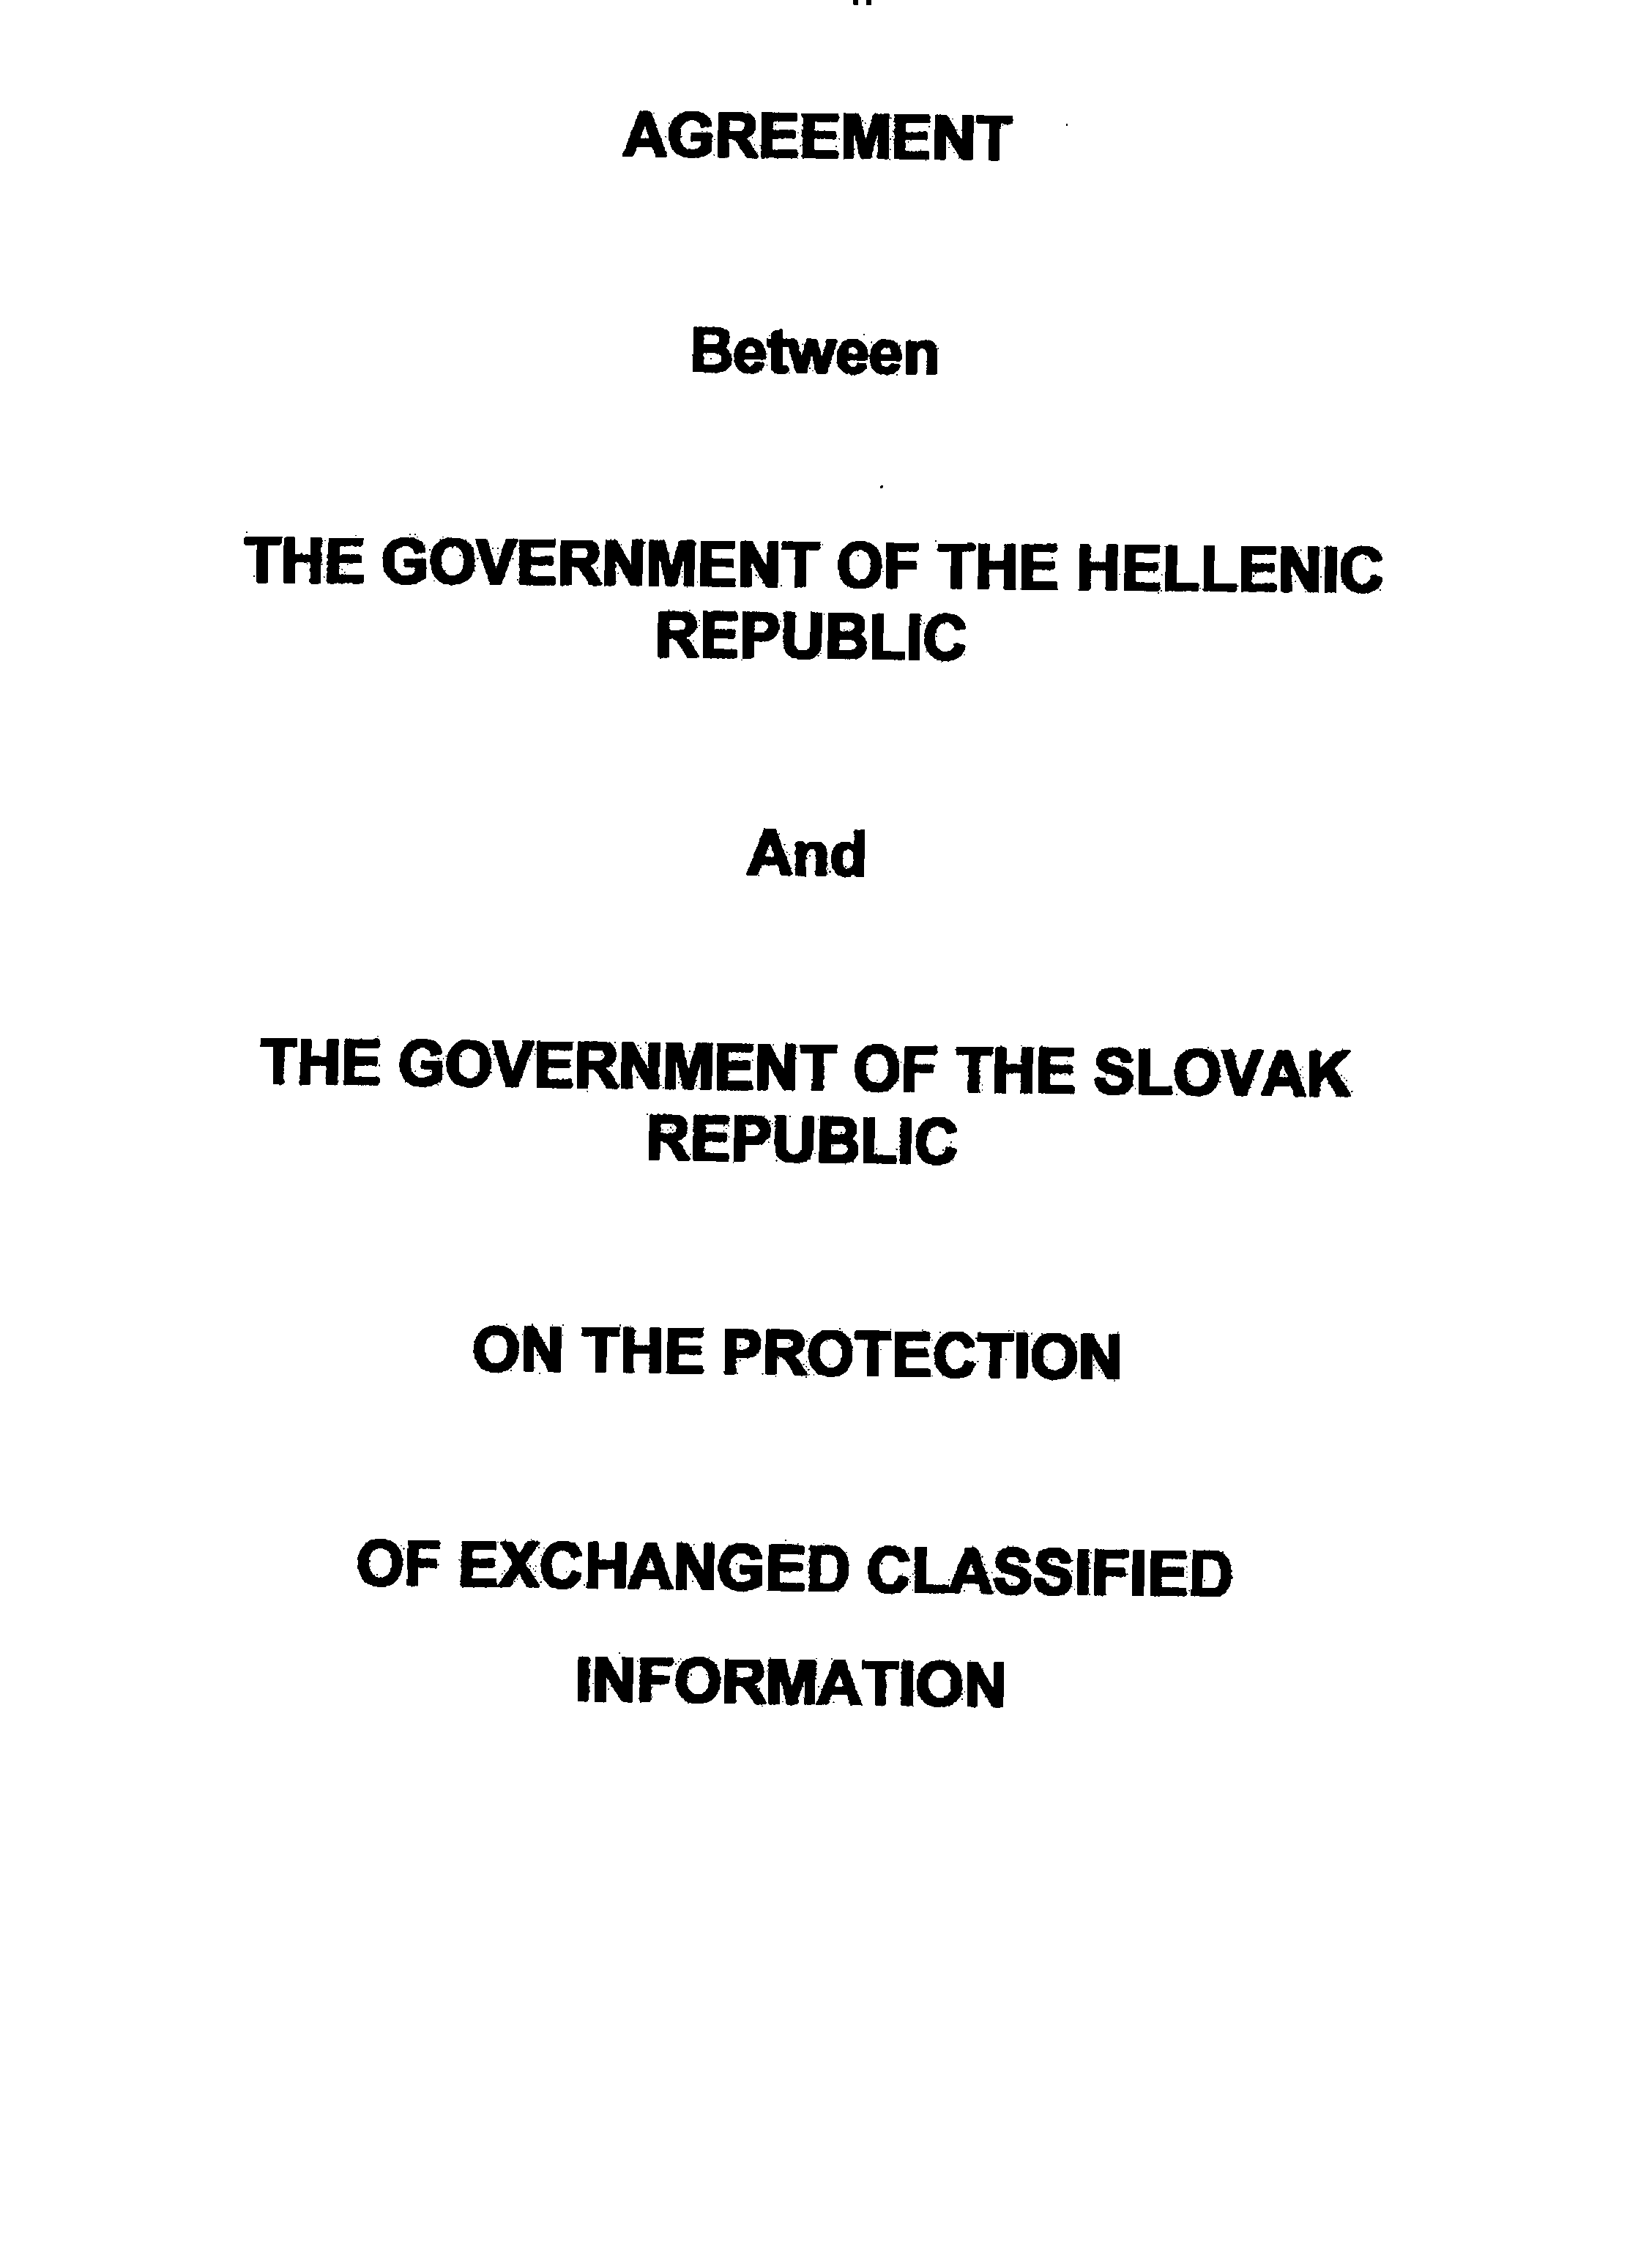 AGREEMENT
Between
THE GOVERNMENT OF THE HELLENIC
REPUBLIC
And
THE GOVERNMENT OF THE SLOVAK
REPUBLIC
ON THE PROTECTION
OF EXCHANGED CLASSIFIED
INFORMATION